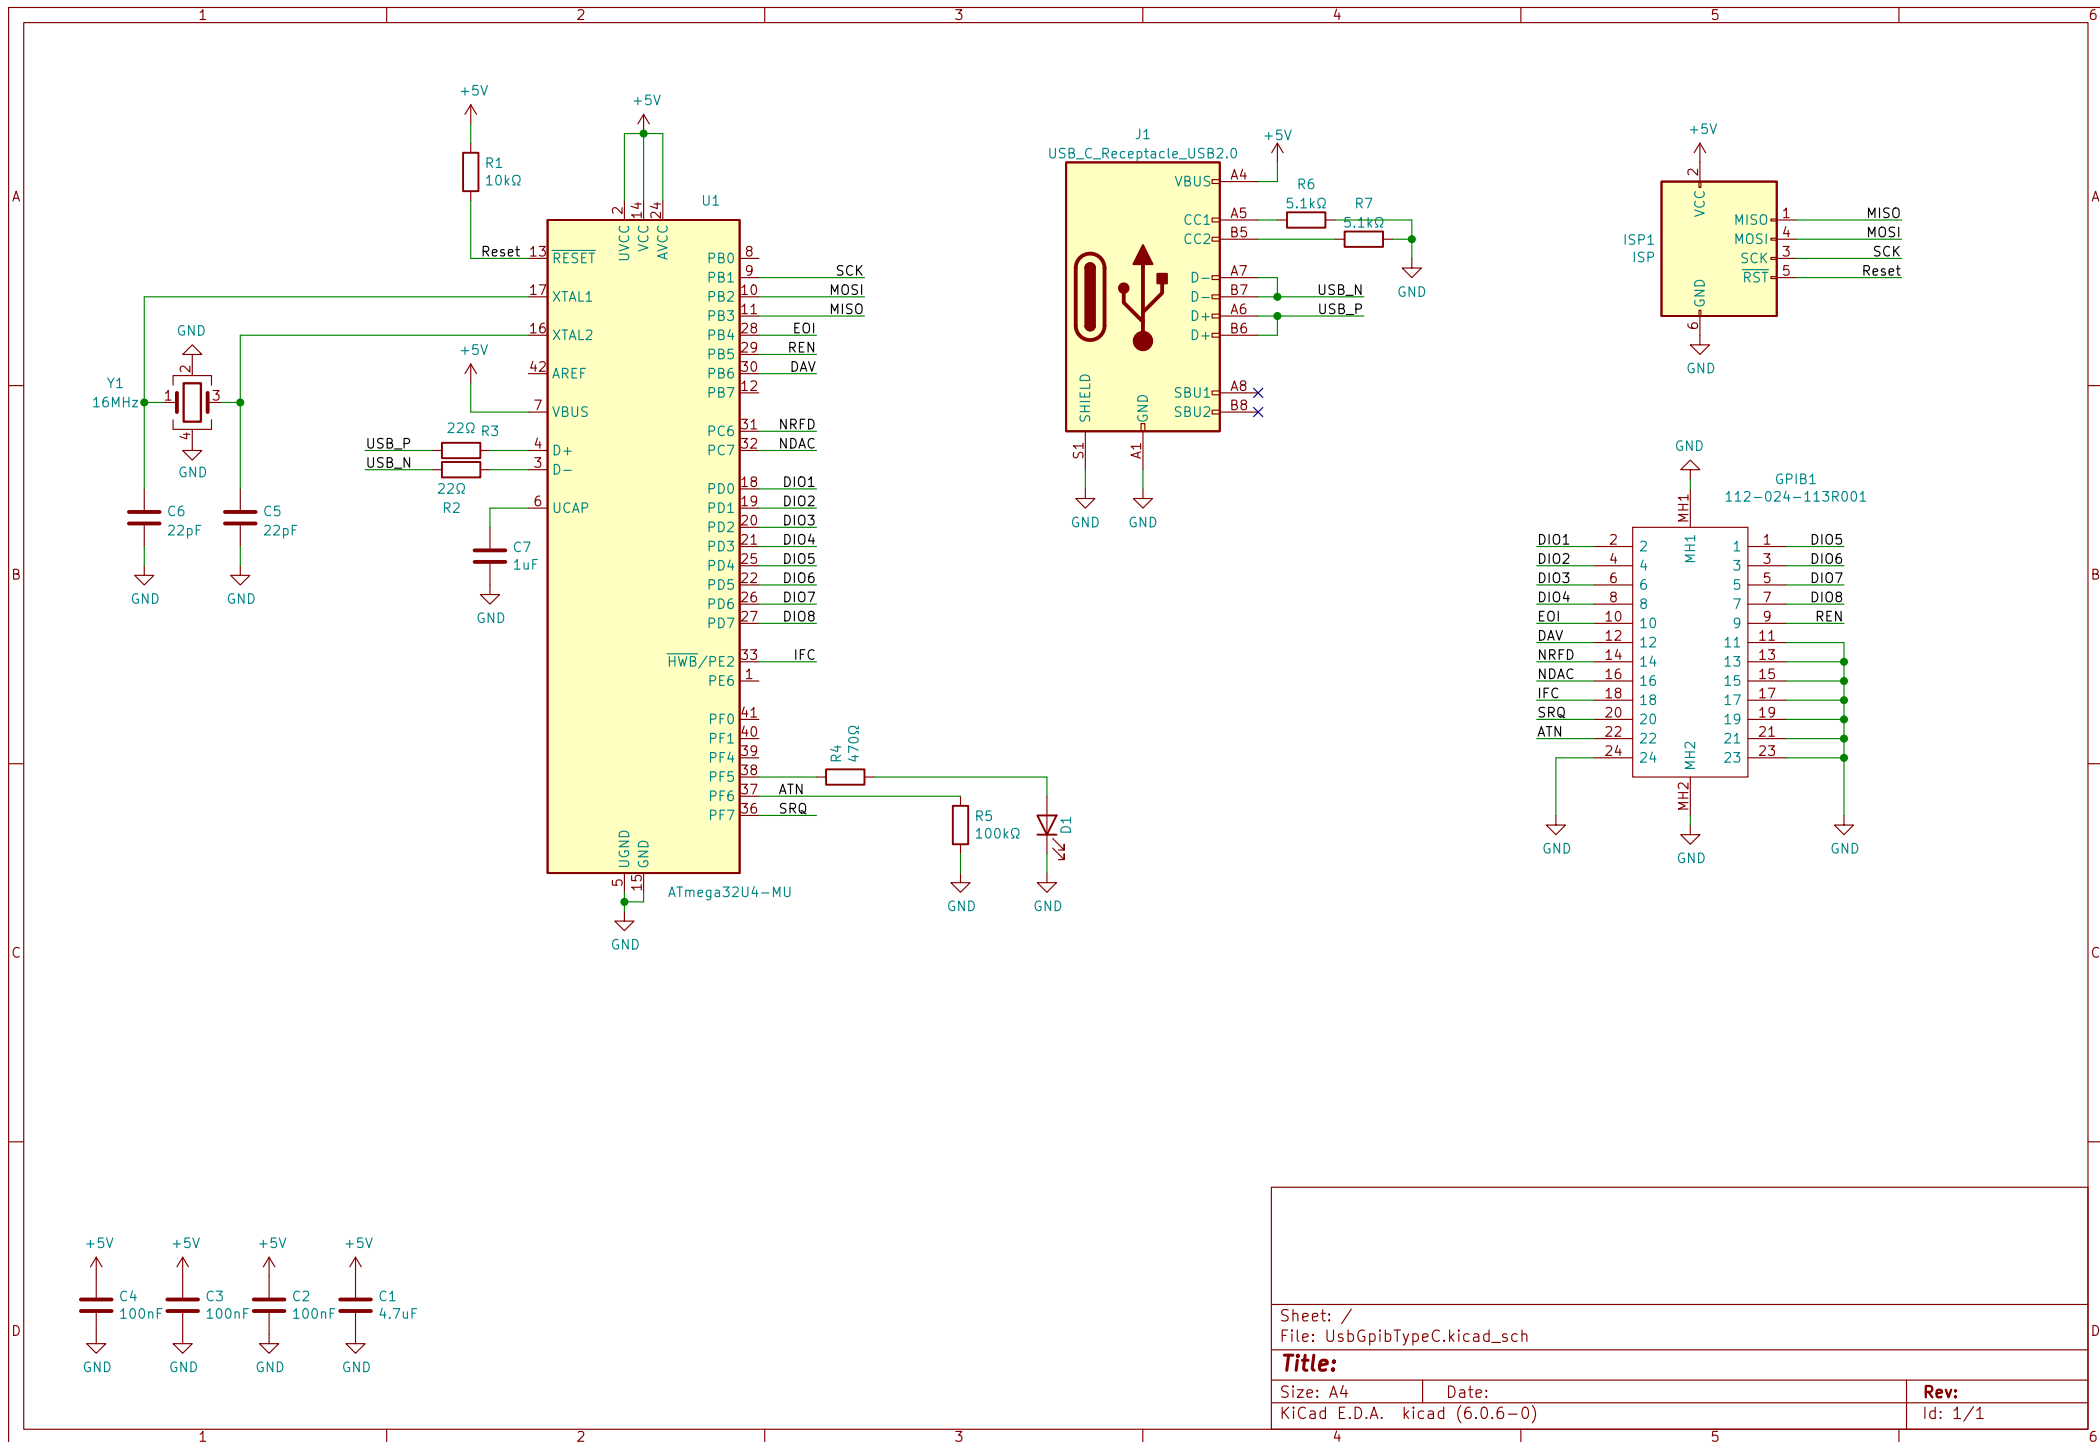 1 2 3 4 5 6
A
B
C
D
+5V
R1
10kΩ
Reset
+5V
U1
2 UVCC
14 VCC
24 AVCC
13 RESET
17 XTAL1
16 XTAL2
42 AREF
7 VBUS
4 D+
3 D-
6 UCAP
PB0 8
PB1 9 SCK
PB2 10 MOSI
PB3 11 MISO
PB4 28 EOI
PB5 29 REN
PB6 30 DAV
PB7 12
PC6 31 NRFD
PC7 32 NDAC
PD0 18 DIO1
PD1 19 DIO2
PD2 20 DIO3
PD3 21 DIO4
PD4 25 DIO5
PD5 22 DIO6
PD6 26 DIO7
PD7 27 DIO8
HWB/PE2 33 IFC
PE6 1
PF0 41
PF1 40
PF4 39
PF5 38
PF6 37 ATN
PF7 36 SRQ
UGND 5
GND 15
ATmega32U4-MU
GND
GND
Y1
16MHz
1 2 3 4
GND
+5V
22Ω R3
USB_P
USB_N
22Ω
R2
C6
22pF
GND
C5
22pF
GND
C7
1uF
GND
R4
470Ω
R5
100kΩ
GND
D1
GND
J1
USB_C_Receptacle_USB2.0
+5V
VBUS A4
CC1 A5
CC2 B5
D- A7
D- B7 USB_N
D+ A6 USB_P
D+ B6
SBU1 A8
SBU2 B8
SHIELD S1
GND A1
GND
GND
R6
5.1kΩ
R7
5.1kΩ
GND
+5V
2 VCC
ISP1
ISP
MISO 1 MISO
MOSI 4 MOSI
SCK 3 SCK
RST 5 Reset
GND 6
GND
GND
GPIB1
112-024-113R001
MH1 MH1
DIO1 2 2 1 1 DIO5
DIO2 4 4 3 3 DIO6
DIO3 6 6 5 5 DIO7
DIO4 8 8 7 7 DIO8
EOI 10 10 9 9 REN
DAV 12 12 11 11
NRFD 14 14 13 13
NDAC 16 16 15 15
IFC 18 18 17 17
SRQ 20 20 19 19
ATN 22 22 21 21
24 24 23 23
MH2 MH2
GND
GND
GND
+5V
C4
100nF
GND
+5V
C3
100nF
GND
+5V
C2
100nF
GND
+5V
C1
4.7uF
GND
Sheet: /
File: UsbGpibTypeC.kicad_sch
Title:
Size: A4 Date: Rev:
KiCad E.D.A. kicad (6.0.6-0) Id: 1/1
A
B
C
D
1 2 3 4 5 6